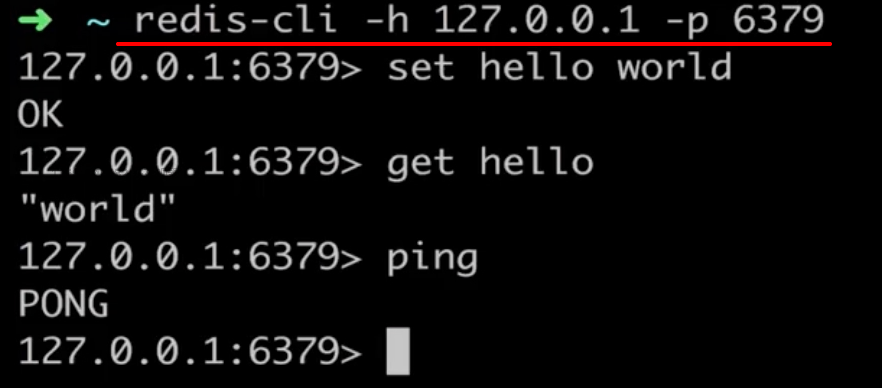 ➜ ~ redis-cli -h 127.0.0.1 -p 6379
127.0.0.1:6379> set hello world
OK
127.0.0.1:6379> get hello
"world"
127.0.0.1:6379> ping
PONG
127.0.0.1:6379>